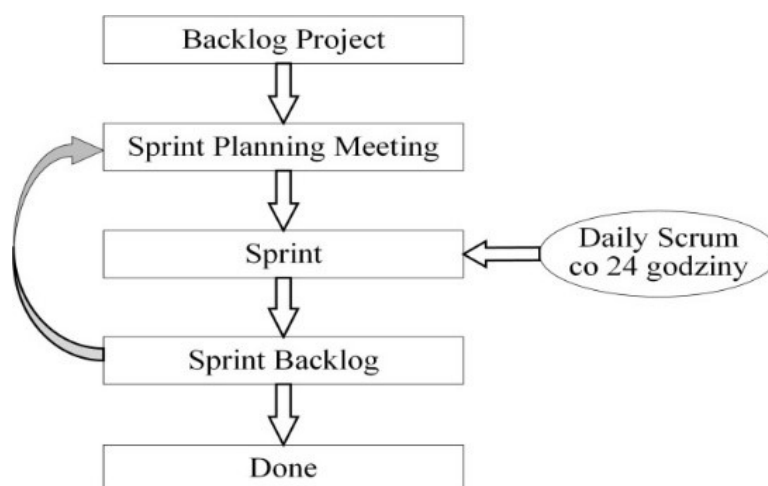 Backlog Project
Sprint Planning Meeting
Sprint
Daily Scrum
co 24 godziny
Sprint Backlog
Done